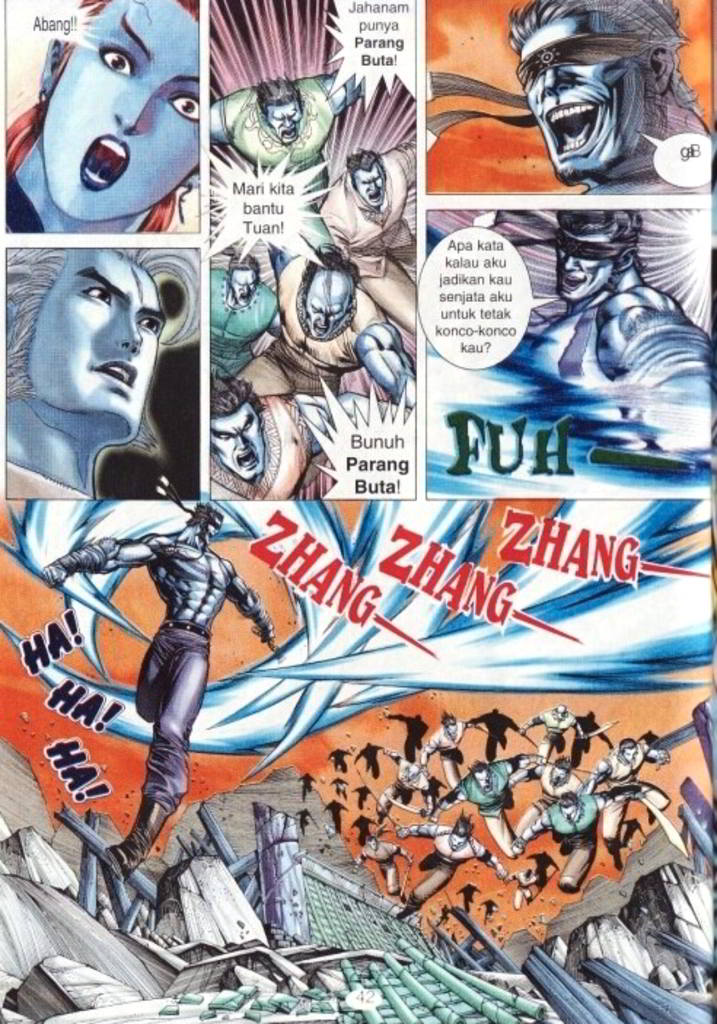 Abang!!
Jahanam
punya
Parang
Buta!
Mari kita
bantu
Tuan!
Bunuh
Parang
Buta!
Apa kata
kalau aku
jadikan kau
senjata aku
untuk tetak
konco-konco
kau?
FUH
ZHANG
ZHANG
ZHANG
HA!
HA!
HA!
42